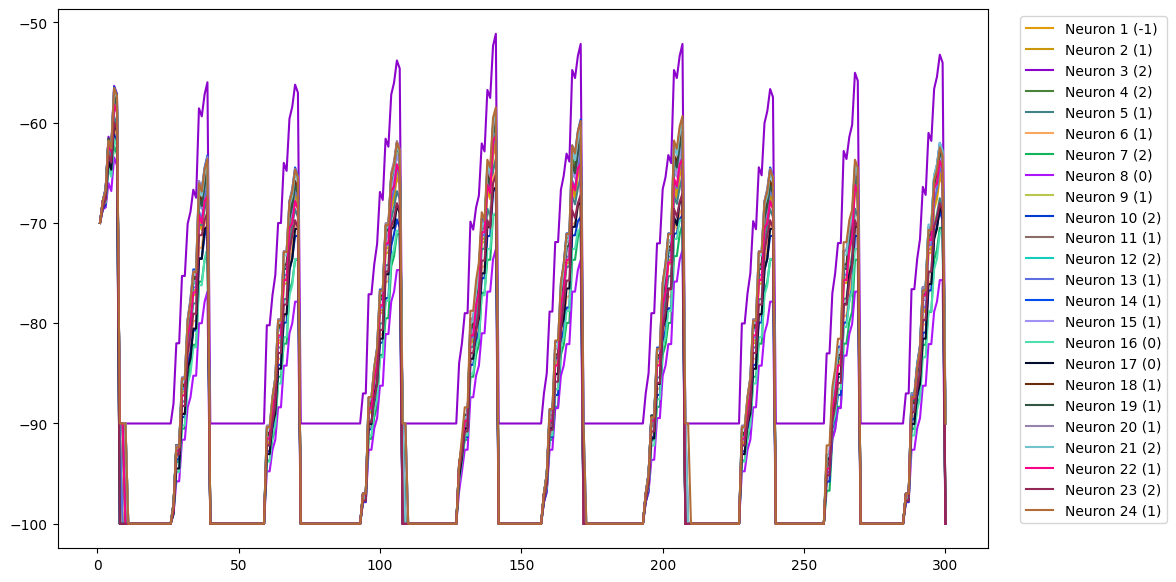 −50
−60
−70
−80
−90
−100
0
50
100
150
200
250
300
Neuron 1 (-1)
Neuron 2 (1)
Neuron 3 (2)
Neuron 4 (2)
Neuron 5 (1)
Neuron 6 (1)
Neuron 7 (2)
Neuron 8 (0)
Neuron 9 (1)
Neuron 10 (2)
Neuron 11 (1)
Neuron 12 (2)
Neuron 13 (1)
Neuron 14 (1)
Neuron 15 (1)
Neuron 16 (0)
Neuron 17 (0)
Neuron 18 (1)
Neuron 19 (1)
Neuron 20 (1)
Neuron 21 (2)
Neuron 22 (1)
Neuron 23 (2)
Neuron 24 (1)